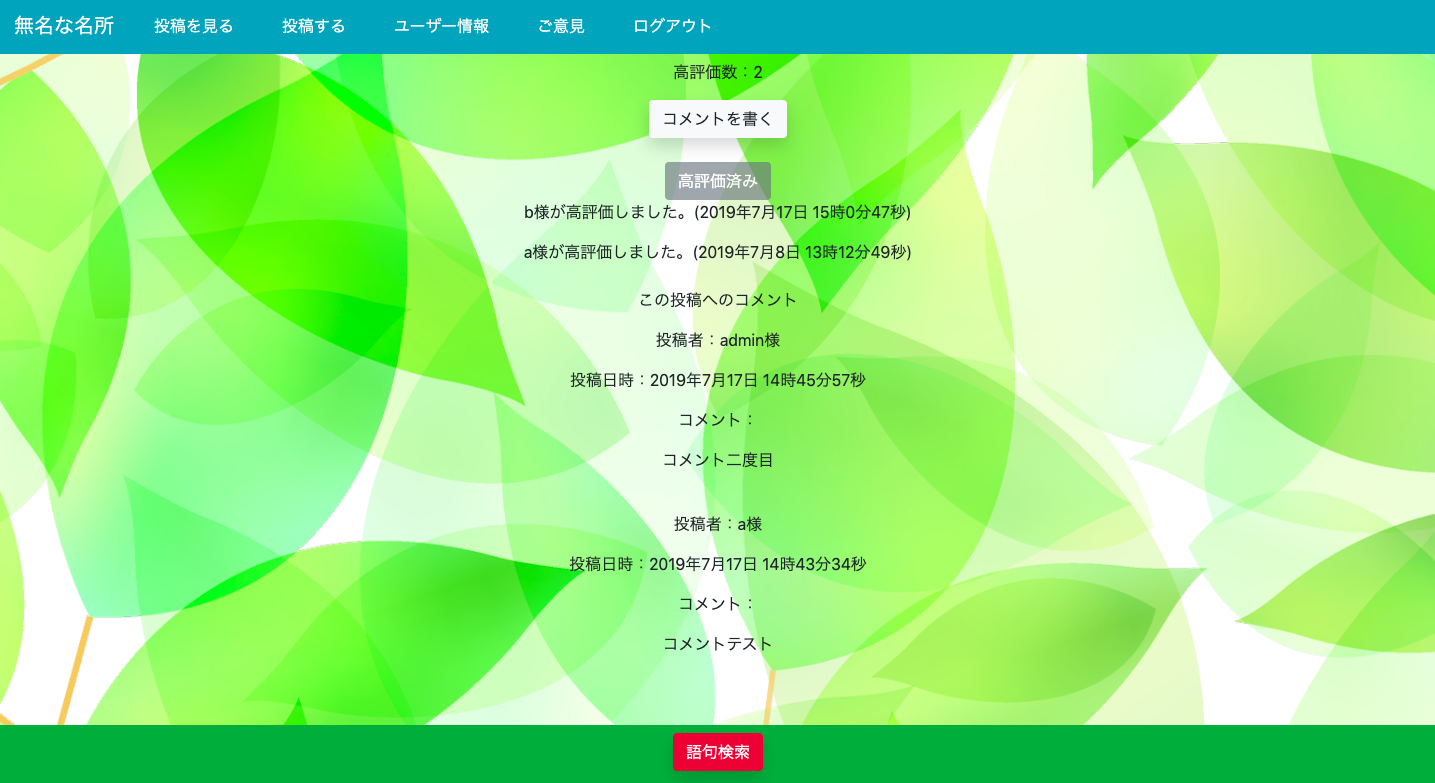 無名な名所 投稿を見る 投稿する ユーザー情報 ご意見 ログアウト
高評価数：2
コメントを書く
高評価済み
b様が高評価しました。(2019年7月17日 15時0分47秒)
a様が高評価しました。(2019年7月8日 13時12分49秒)
この投稿へのコメント
投稿者：admin様
投稿日時：2019年7月17日 14時45分57秒
コメント：
コメント二度目
投稿者：a様
投稿日時：2019年7月17日 14時43分34秒
コメント：
コメントテスト
語句検索